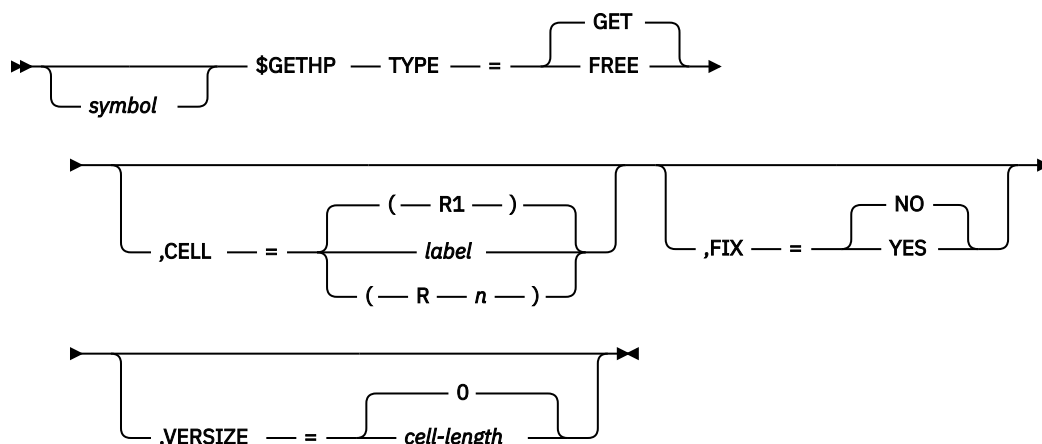 GET
$GETHP TYPE = FREE
symbol
( R1 )
,CELL = label
( R n )
NO
,FIX = YES
0
,VERSIZE = cell-length